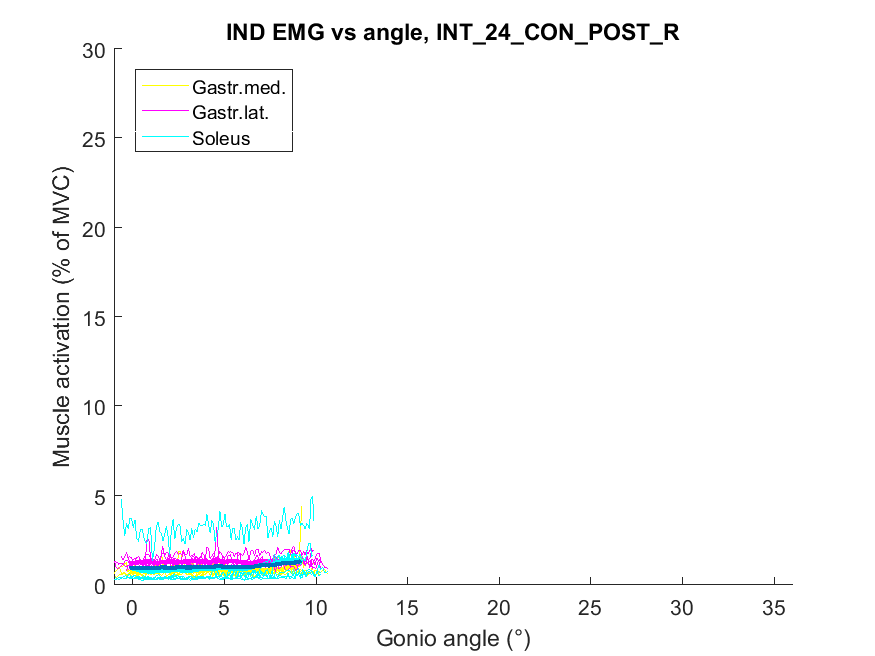 IND EMG vs angle, INT_24_CON_POST_R
30
25
20
15
10
5
0
Muscle activation (% of MVC)
Gastr.med.
Gastr.lat.
Soleus
0 5 10 15 20 25 30 35
Gonio angle (°)